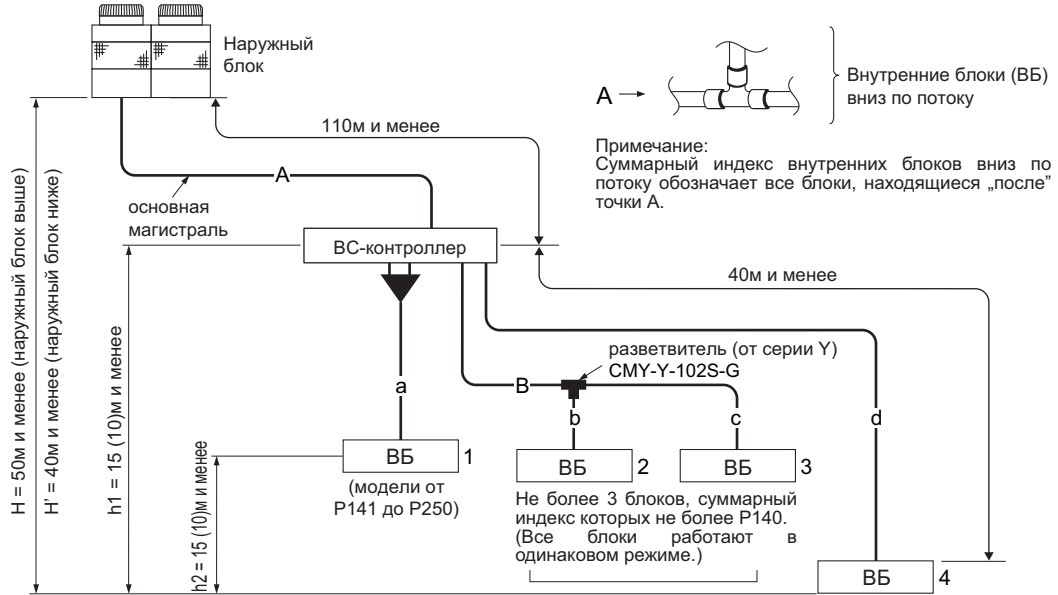 Наружный
блок
110м и менее
A
основная
магистраль
A
Внутренние блоки (ВБ)
вниз по потоку
Примечание:
Суммарный индекс внутренних блоков вниз по
потоку обозначает все блоки, находящиеся „после”
точки А.
ВС-контроллер
40м и менее
H = 50м и менее (наружный блок выше)
H' = 40м и менее (наружный блок ниже)
h1 = 15 (10)м и менее
h2 = 15 (10)м и менее
разветвитель (от серии Y)
CMY-Y-102S-G
a
B
b
c
d
ВБ 1
(модели от
P141 до P250)
ВБ 2
ВБ 3
Не более 3 блоков, суммарный
индекс которых не более P140.
(Все блоки работают в
одинаковом режиме.)
ВБ 4